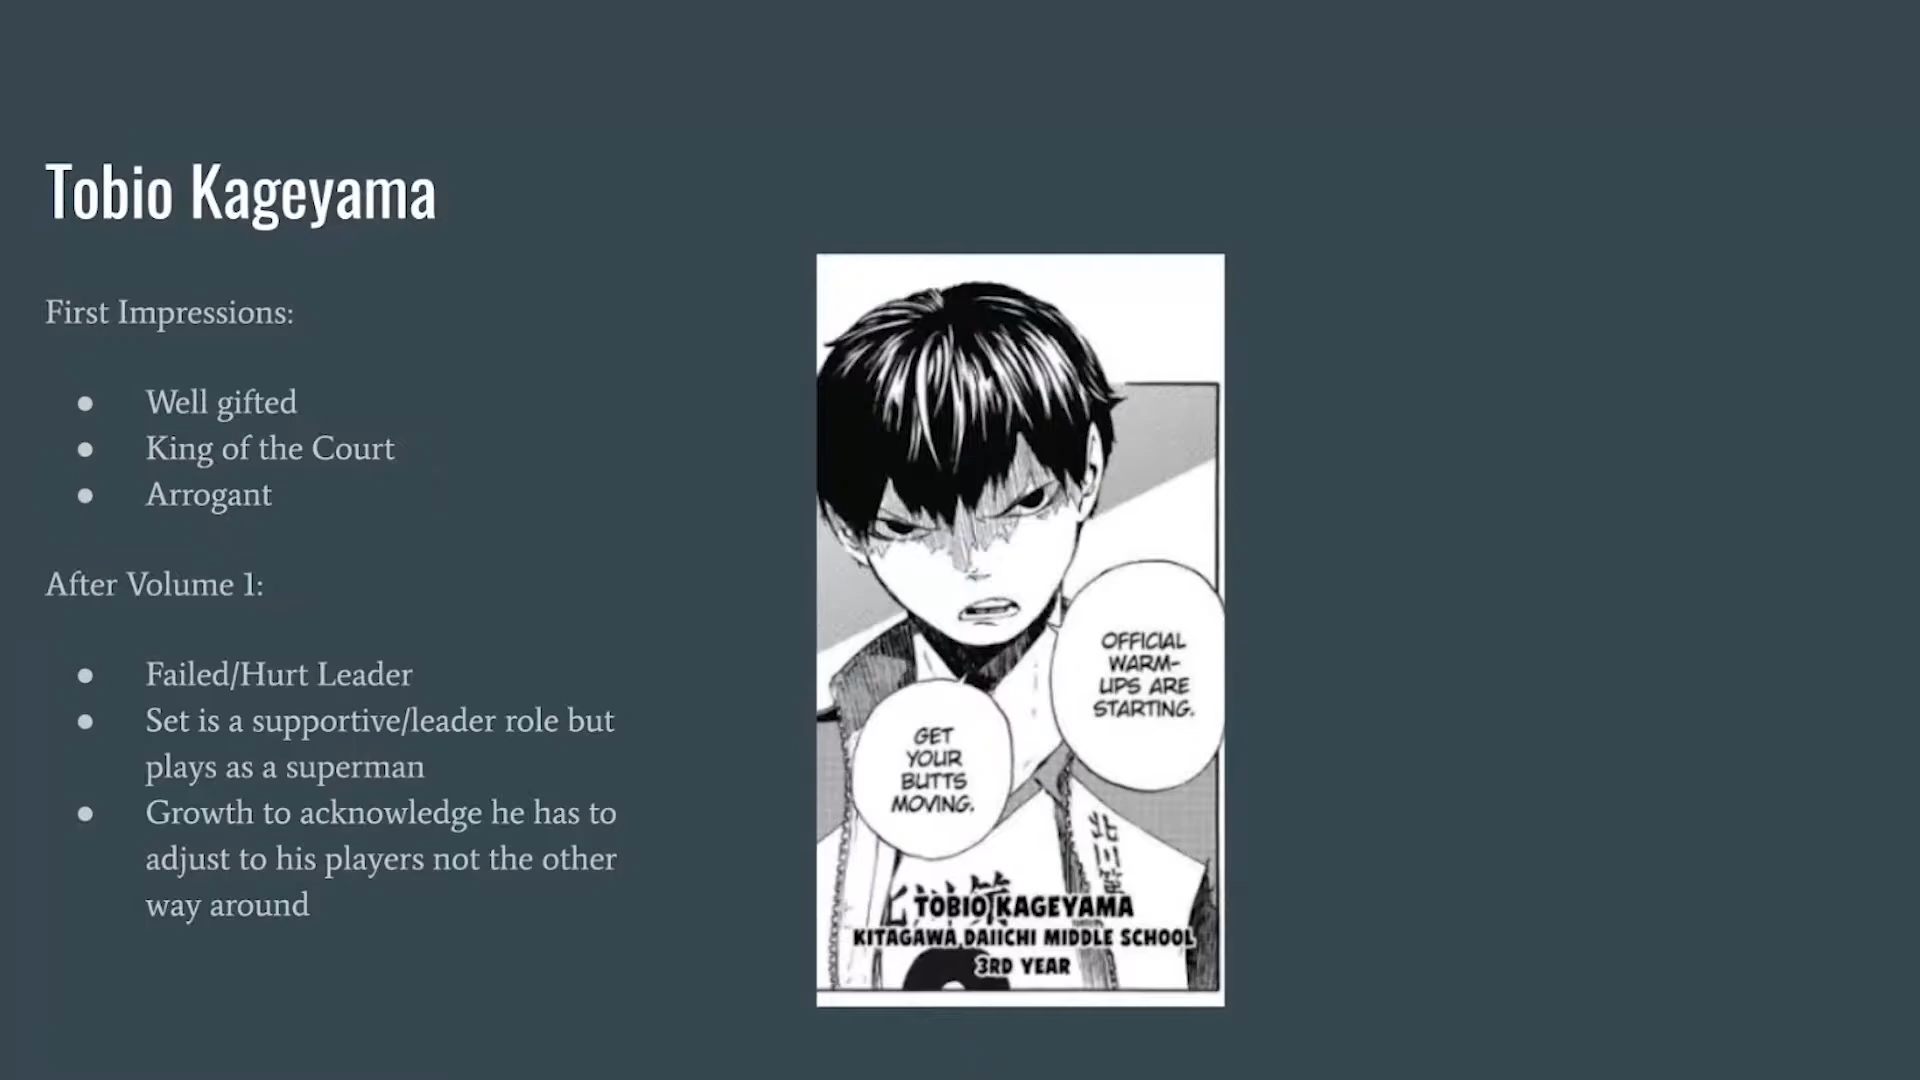 Tobio Kageyama
First Impressions:
● Well gifted
● King of the Court
● Arrogant
After Volume 1:
● Failed/Hurt Leader
● Set is a supportive/leader role but
plays as a superman
● Growth to acknowledge he has to
adjust to his players not the other
way around
OFFICIAL
WARM-
UPS ARE
STARTING.
GET
YOUR
BUTTS
MOVING.
北川第
TOBIO KAGEYAMA
KITAGAWA DAIICHI MIDDLE SCHOOL
3RD YEAR